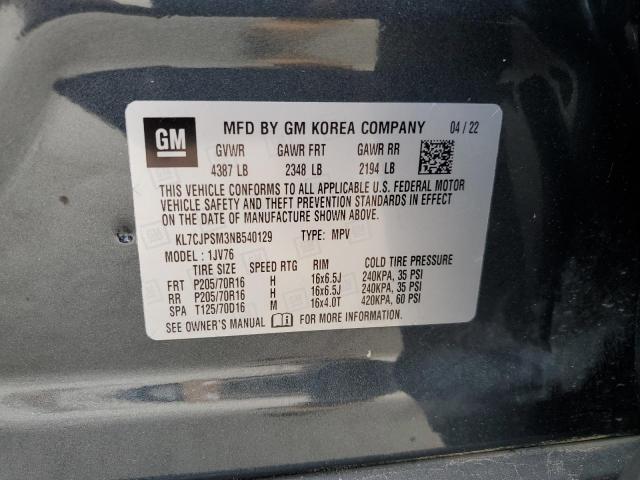 GM
MFD BY GM KOREA COMPANY 04 / 22
GVWR GAWR FRT GAWR RR
4387 LB 2348 LB 2194 LB
THIS VEHICLE CONFORMS TO ALL APPLICABLE U.S. FEDERAL MOTOR
VEHICLE SAFETY AND THEFT PREVENTION STANDARDS IN EFFECT
ON THE DATE OF MANUFACTURE SHOWN ABOVE.
KL7CJPSM3NB540129 TYPE: MPV
MODEL : 1JV76
TIRE SIZE SPEED RTG RIM COLD TIRE PRESSURE
FRT P205/70R16 H 16x6.5J 240KPA, 35 PSI
RR P205/70R16 H 16x6.5J 240KPA, 35 PSI
SPA T125/70D16 M 16x4.0T 420KPA, 60 PSI
SEE OWNER'S MANUAL FOR MORE INFORMATION.